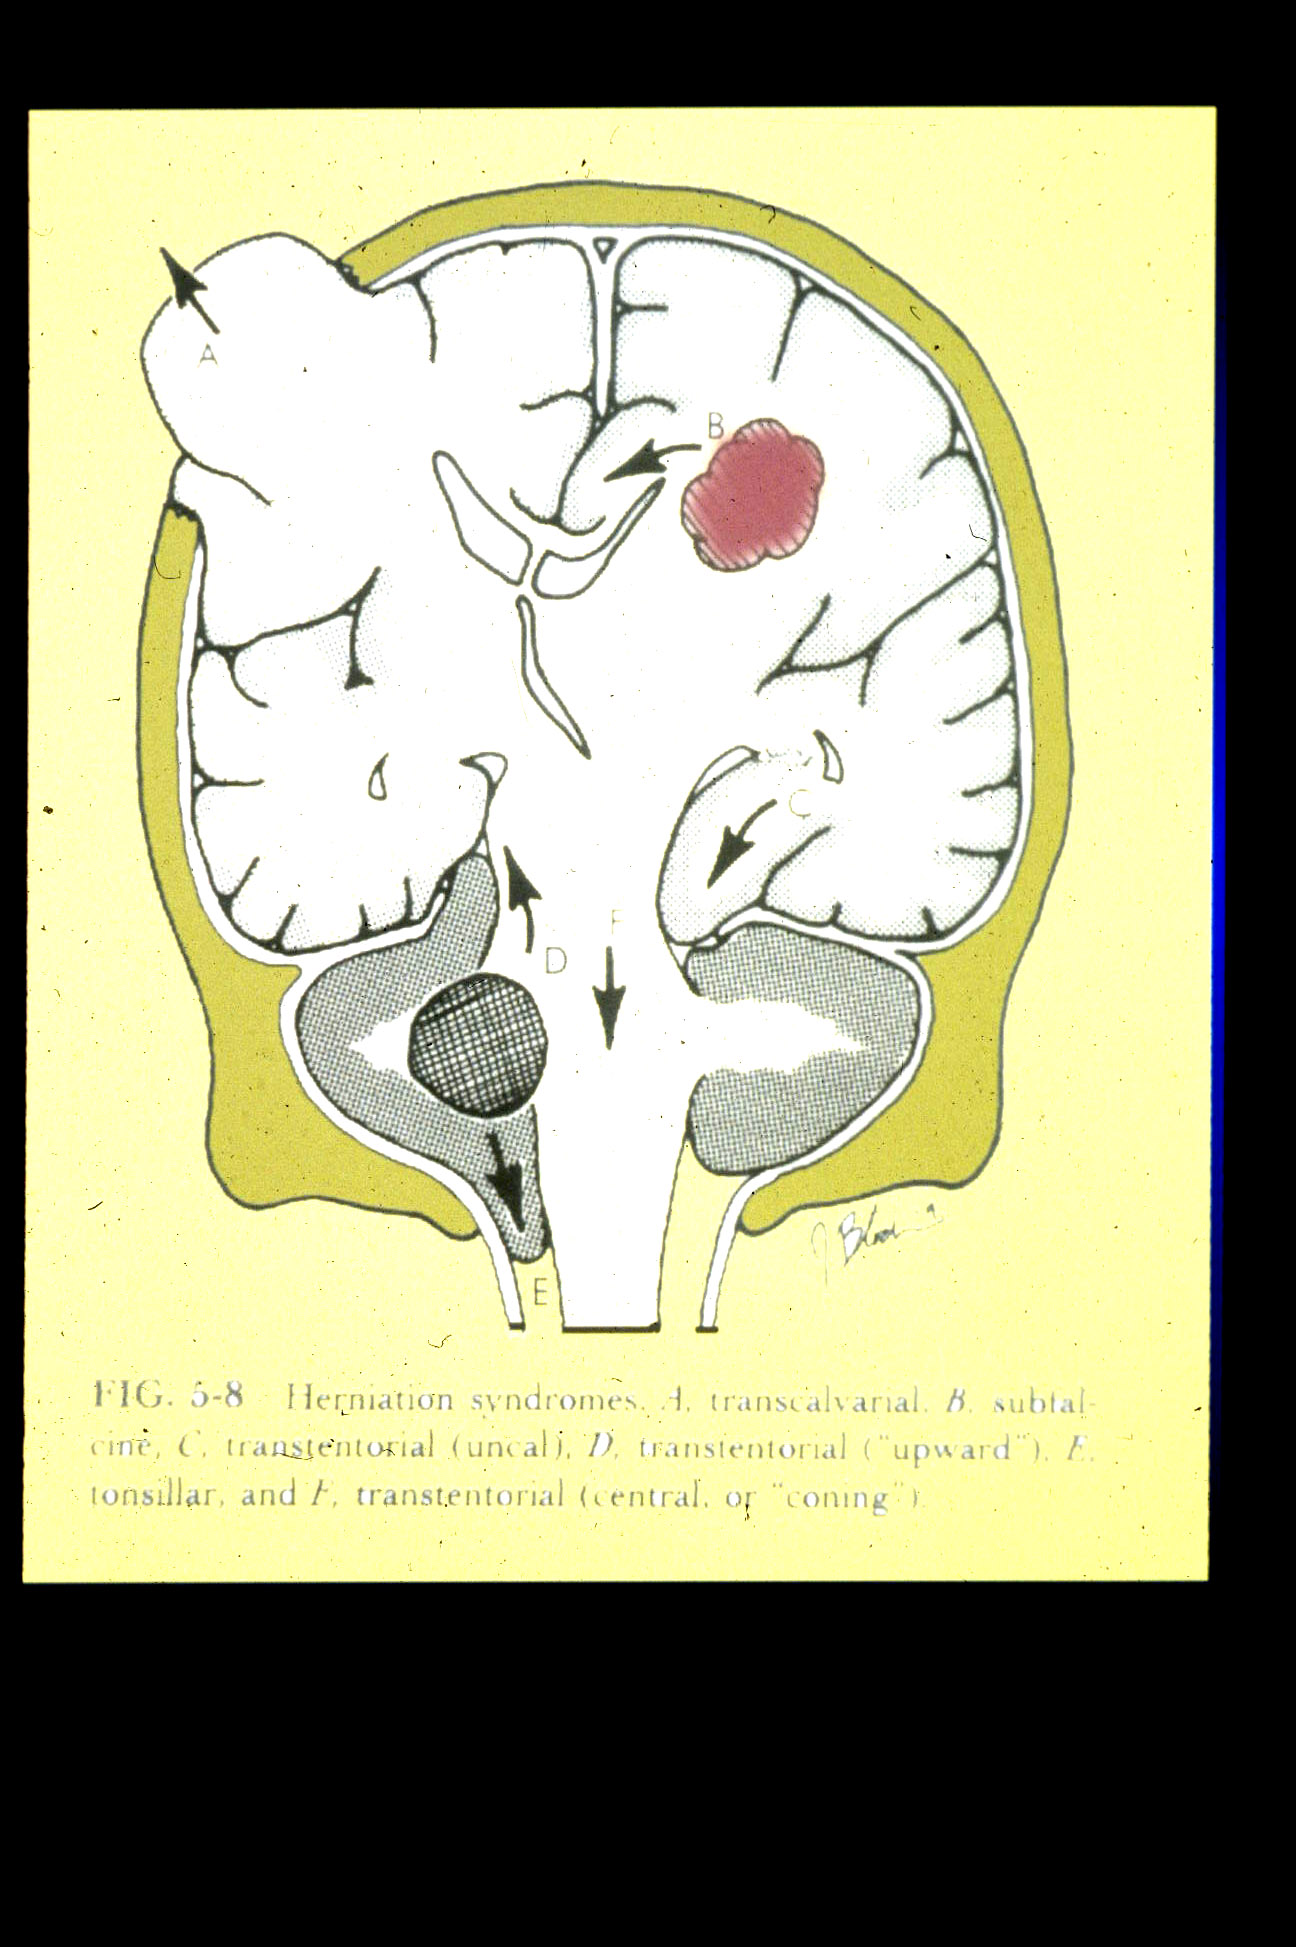 A
B
C
F
D
E
FIG. 5-8 Herniation syndromes. A, transcalvarial. B, subfal-
cine, C, transtentorial (uncal), D, transtentorial ("upward"). E,
tonsillar, and F, transtentorial (central, or "coning").